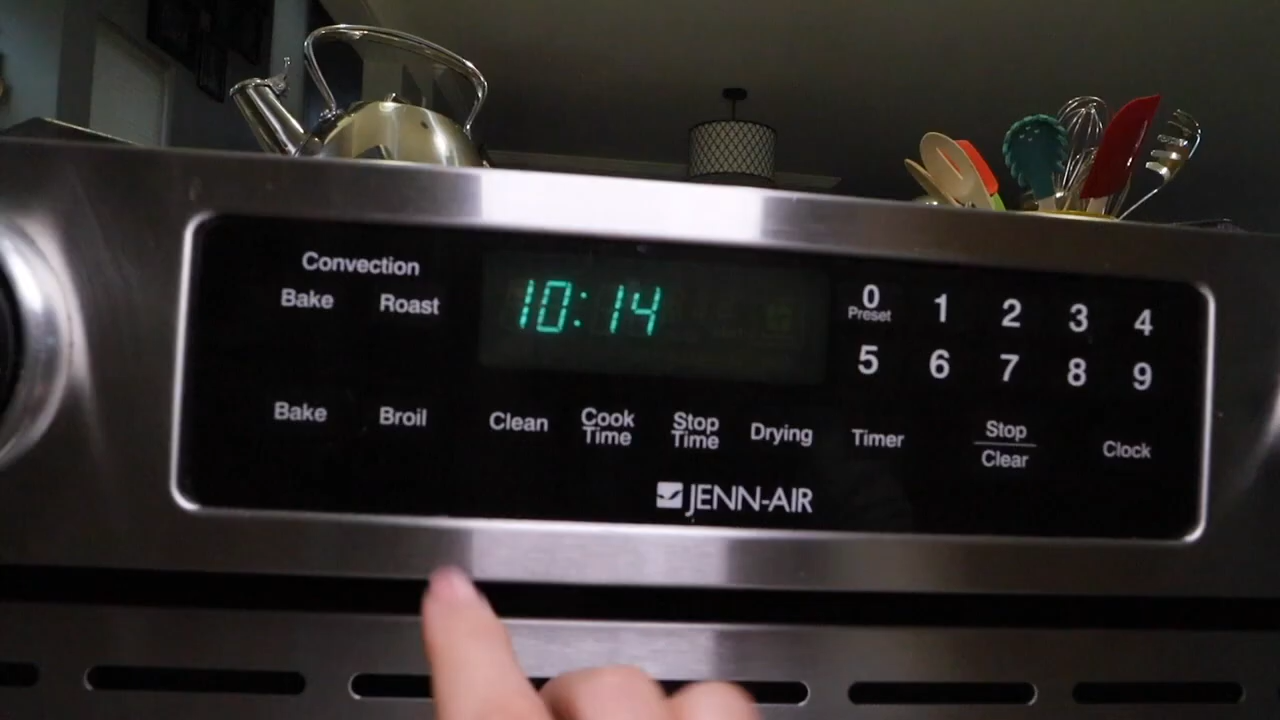 Convection
Bake Roast
10:14
0 1 2 3 4
Preset
5 6 7 8 9
Bake Broil
Clean
Cook
Time
Stop
Time
Drying
Timer
Stop
Clear
Clock
JENN-AIR